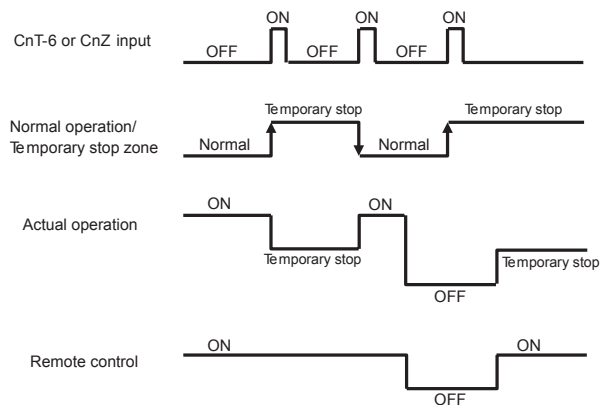 ON ON ON
CnT-6 or CnZ input
OFF OFF OFF
Temporary stop Temporary stop
Normal operation/
Temporary stop zone
Normal Normal
ON ON
Actual operation
Temporary stop Temporary stop
OFF
ON ON
Remote control
OFF